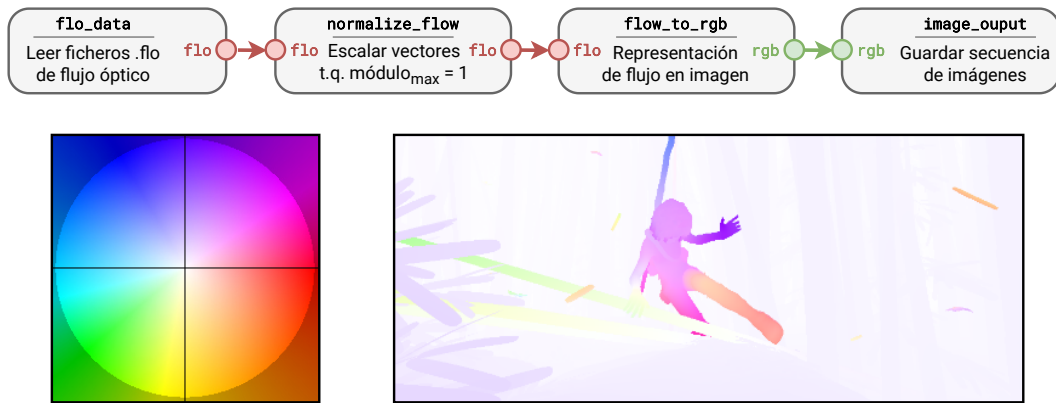 flo_data
Leer ficheros .flo
de flujo óptico
flo
flo
normalize_flow
Escalar vectores
t.q. módulo_max = 1
flo
flo
flow_to_rgb
Representación
de flujo en imagen
rgb
rgb
image_ouput
Guardar secuencia
de imágenes